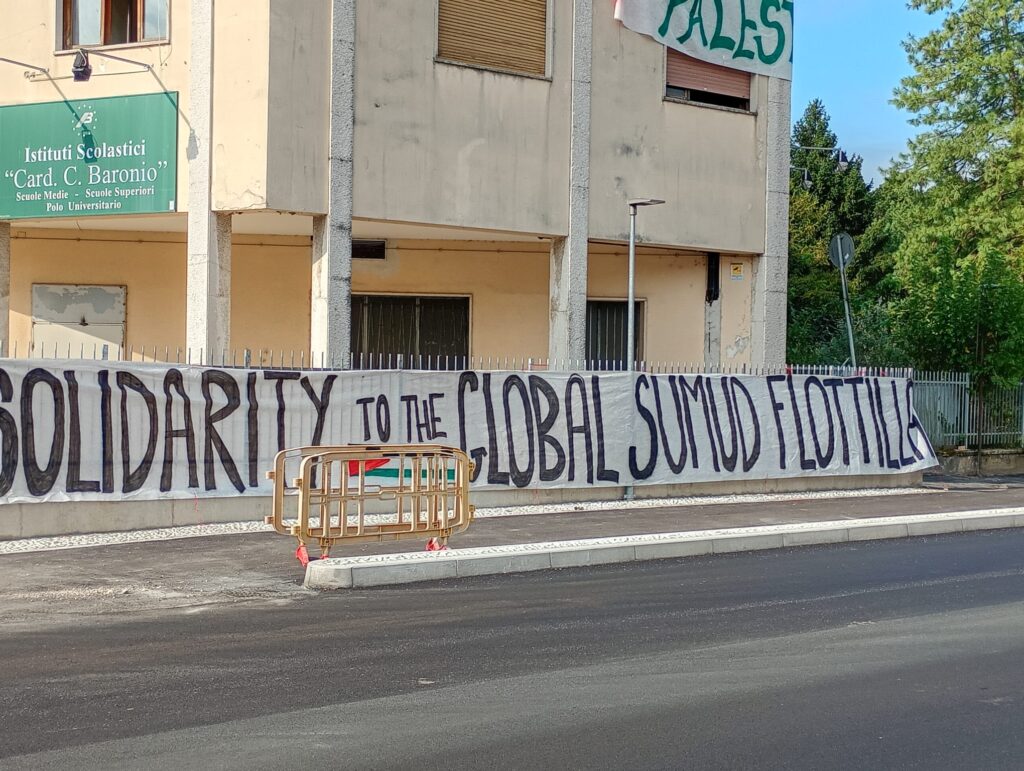 PALEST
Istituti Scolastici
"Card. C. Baronio"
Scuole Medie - Scuole Superiori
Polo Universitario
SOLIDARITY TO THE GLOBAL SUMUD FLOTTILLA